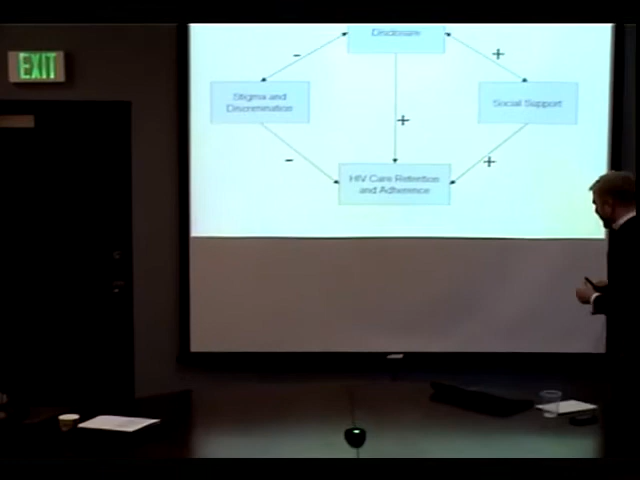 EXIT
Disclosure
-
+
Stigma and
Discrimination
Social Support
+
-
+
HIV Care Retention
and Adherence